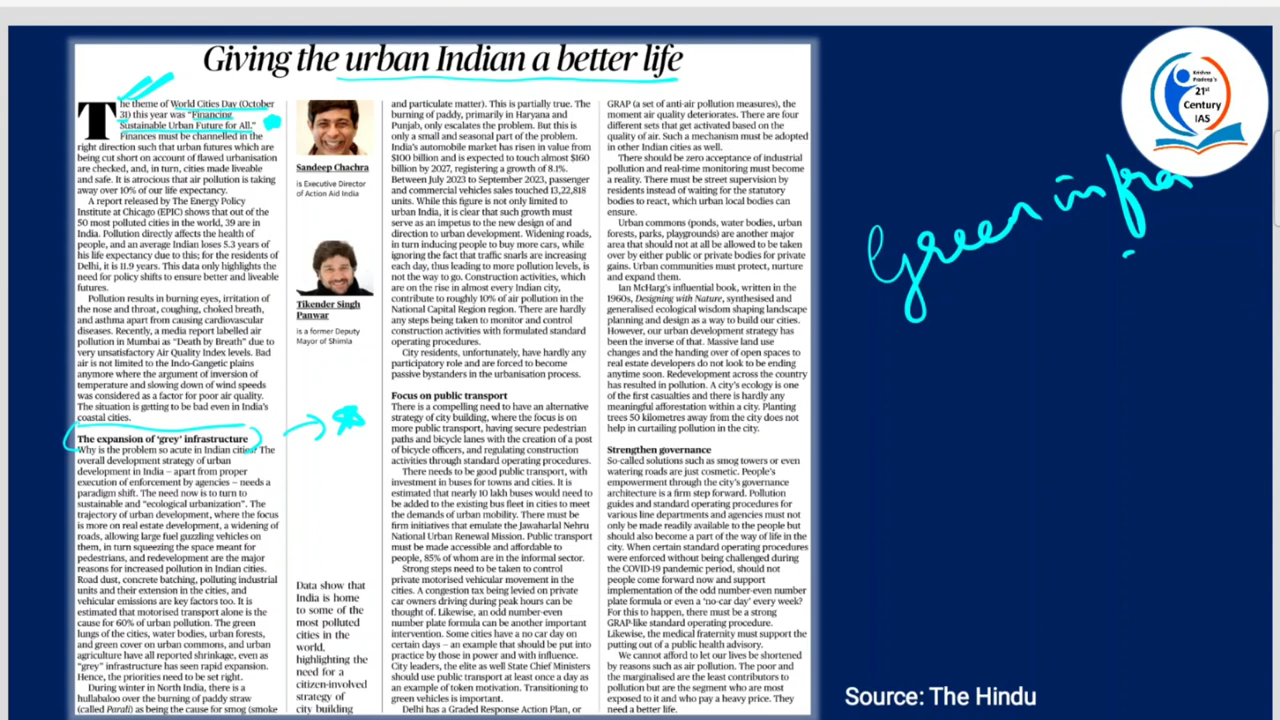 Giving the urban Indian a better life
The theme of World Cities Day (October
31) this year was “Financing
Sustainable Urban Future for All.”
Finances must be channelled in the
right direction such that urban futures which are
being cut short on account of flawed urbanisation
are checked, and, in turn, cities made liveable
and safe. It is atrocious that air pollution is taking
away over 10% of our life expectancy.
A report released by The Energy Policy
Institute at Chicago (EPIC) shows that out of the
50 most polluted cities in the world, 39 are in
India. Pollution directly affects the health of
people, and an average Indian loses 5.3 years of
his life expectancy due to this; for the residents of
Delhi, it is 11.9 years. This data only highlights the
need for policy shifts to ensure better and liveable
futures.
Pollution results in burning eyes, irritation of
the nose and throat, coughing, choked breath,
and asthma apart from causing cardiovascular
diseases. Recently, a media report labelled air
pollution in Mumbai as “Death by Breath” due to
very unsatisfactory Air Quality Index levels. Bad
air is not limited to the Indo-Gangetic plains
anymore where the argument of inversion of
temperature and slowing down of wind speeds
was considered as a factor for poor air quality.
The situation is getting to be bad even in India’s
coastal cities.
The expansion of ‘grey’ infrastructure
Why is the problem so acute in Indian cities? The
overall development strategy of urban
development in India – apart from proper
execution of enforcement by agencies – needs a
paradigm shift. The need now is to turn to
sustainable and “ecological urbanization”. The
trajectory of urban development, where the focus
is more on real estate development, a widening of
roads, allowing large fuel guzzling vehicles on
them, in turn squeezing the space meant for
pedestrians, and redevelopment are the major
reasons for increased pollution in Indian cities.
Road dust, concrete batching, polluting industrial
units and their extension in the cities, and
vehicular emissions are key factors too. It is
estimated that motorised transport alone is the
cause for 60% of urban pollution. The green
lungs of the cities, water bodies, urban forests,
and green cover on urban commons, and urban
agriculture have all reported shrinkage, even as
“grey” infrastructure has seen rapid expansion.
Hence, the priorities need to be set right.
During winter in North India, there is a
hullabaloo over the burning of paddy straw
(called Parali) as being the cause for smog (smoke
Sandeep Chachra
is Executive Director
of Action Aid India
Tikender Singh
Panwar
is a former Deputy
Mayor of Shimla
Data show that
India is home
to some of the
most polluted
cities in the
world,
highlighting the
need for a
citizen-involved
strategy of
city building
and particulate matter). This is partially true. The
burning of paddy, primarily in Haryana and
Punjab, only escalates the problem. But this is
only a small and seasonal part of the problem.
India’s automobile market has risen in value from
$100 billion and is expected to touch almost $160
billion by 2027, registering a growth of 8.1%.
Between July 2023 to September 2023, passenger
and commercial vehicles sales touched 13,22,818
units. While this figure is not only limited to
urban India, it is clear that such growth must
serve as an impetus to the new design of and
direction to urban development. Widening roads,
in turn inducing people to buy more cars, while
ignoring the fact that traffic snarls are increasing
each day, thus leading to more pollution levels, is
not the way to go. Construction activities, which
are on the rise in almost every Indian city,
contribute to roughly 10% of air pollution in the
National Capital Region region. There are hardly
any steps being taken to monitor and control
construction activities with formulated standard
operating procedures.
City residents, unfortunately, have hardly any
participatory role and are forced to become
passive bystanders in the urbanisation process.
Focus on public transport
There is a compelling need to have an alternative
strategy of city building, where the focus is on
more public transport, having secure pedestrian
paths and bicycle lanes with the creation of a post
of bicycle officers, and regulating construction
activities through standard operating procedures.
There needs to be good public transport, with
investment in buses for towns and cities. It is
estimated that nearly 10 lakh buses would need to
be added to the existing bus fleet in cities to meet
the demands of urban mobility. There must be
firm initiatives that emulate the Jawaharlal Nehru
National Urban Renewal Mission. Public transport
must be made accessible and affordable to
people, 85% of whom are in the informal sector.
Strong steps need to be taken to control
private motorised vehicular movement in the
cities. A congestion tax being levied on private
car owners driving during peak hours can be
thought of. Likewise, an odd number-even
number plate formula can be another important
intervention. Some cities have a no car day on
certain days – an example that should be put into
practice by those in power and with influence.
City leaders, the elite as well State Chief Ministers
should use public transport at least once a day as
an example of token motivation. Transitioning to
green vehicles is important.
Delhi has a Graded Response Action Plan, or
GRAP (a set of anti-air pollution measures), the
moment air quality deteriorates. There are four
different sets that get activated based on the
quality of air. Such a mechanism must be adopted
in other Indian cities as well.
There should be zero acceptance of industrial
pollution and real-time monitoring must become
a reality. There must be street supervision by
residents instead of waiting for the statutory
bodies to react, which urban local bodies can
ensure.
Urban commons (ponds, water bodies, urban
forests, parks, playgrounds) are another major
area that should not at all be allowed to be taken
over by either public or private bodies for private
gains. Urban communities must protect, nurture
and expand them.
Ian McHarg’s influential book, written in the
1960s, Designing with Nature, synthesised and
generalised ecological wisdom shaping landscape
planning and design as a way to build our cities.
However, our urban development strategy has
been the inverse of that. Massive land use
changes and the handing over of open spaces to
real estate developers do not look to be ending
anytime soon. Redevelopment across the country
has resulted in pollution. A city’s ecology is one
of the first casualties and there is hardly any
meaningful afforestation within a city. Planting
trees 50 kilometres away from the city does not
help in curtailing pollution in the city.
Strengthen governance
So-called solutions such as smog towers or even
watering roads are just cosmetic. People’s
empowerment through the city’s governance
architecture is a firm step forward. Pollution
guides and standard operating procedures for
various line departments and agencies must not
only be made readily available to the people but
should also become a part of the way of life in the
city. When certain standard operating procedures
were enforced without being challenged during
the COVID-19 pandemic period, should not
people come forward now and support
implementation of the odd number-even number
plate formula or even a ‘no-car day’ every week?
For this to happen, there must be a strong
GRAP-like standard operating procedure.
Likewise, the medical fraternity must support the
putting out of a public health advisory.
We cannot afford to let our lives be shortened
by reasons such as air pollution. The poor and
the marginalised are the least contributors to
pollution but are the segment who are most
exposed to it and who pay a heavy price. They
need a better life.
Green infra
Krishna
Pradeep's
21st
Century
IAS
Source: The Hindu